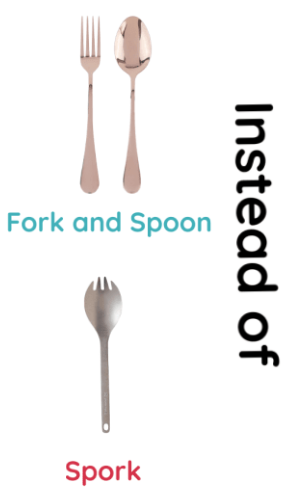 Fork and Spoon
Instead of
Spork